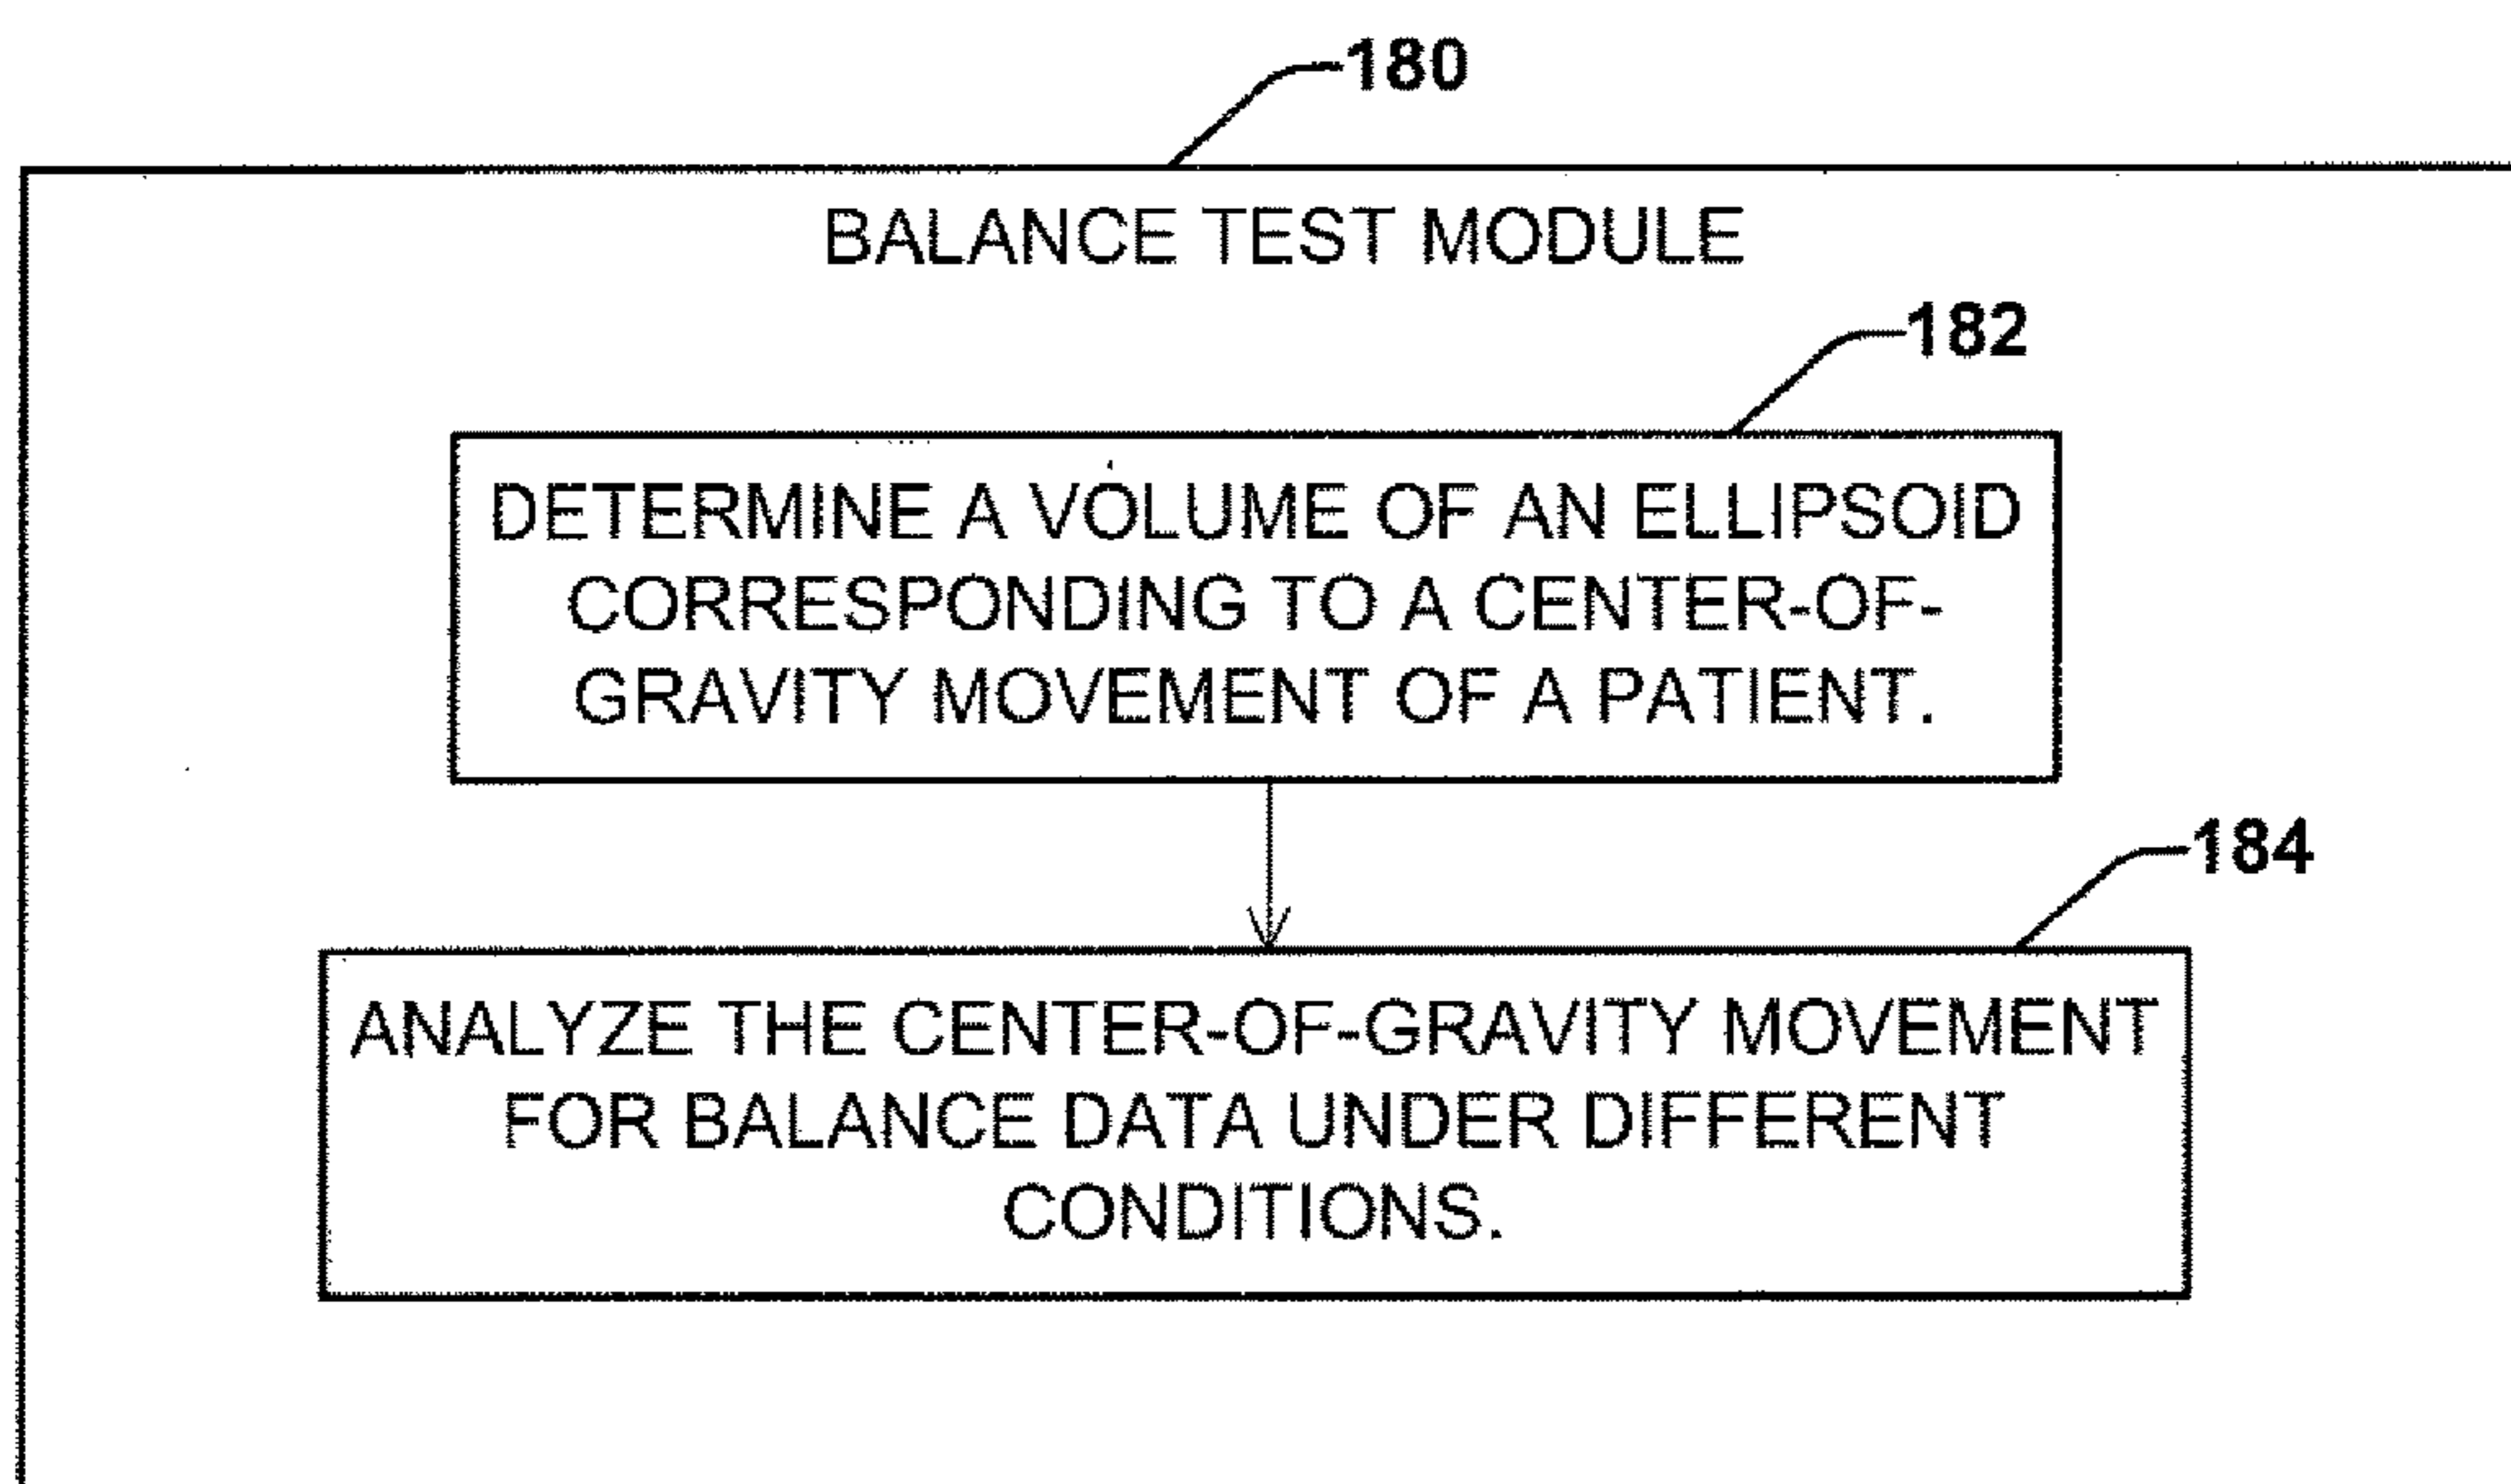 180
BALANCE TEST MODULE
182
DETERMINE A VOLUME OF AN ELLIPSOID
CORRESPONDING TO A CENTER-OF-
GRAVITY MOVEMENT OF A PATIENT.
184
ANALYZE THE CENTER-OF-GRAVITY MOVEMENT
FOR BALANCE DATA UNDER DIFFERENT
CONDITIONS.